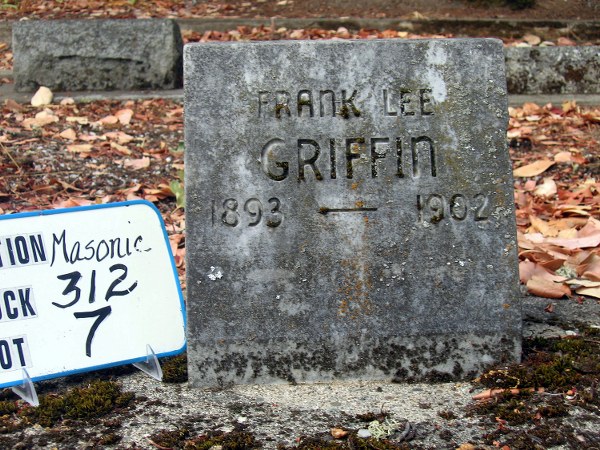 FRANK LEE
GRIFFIN
1893 — 1902
TION Masonic
CK 312
OT 7